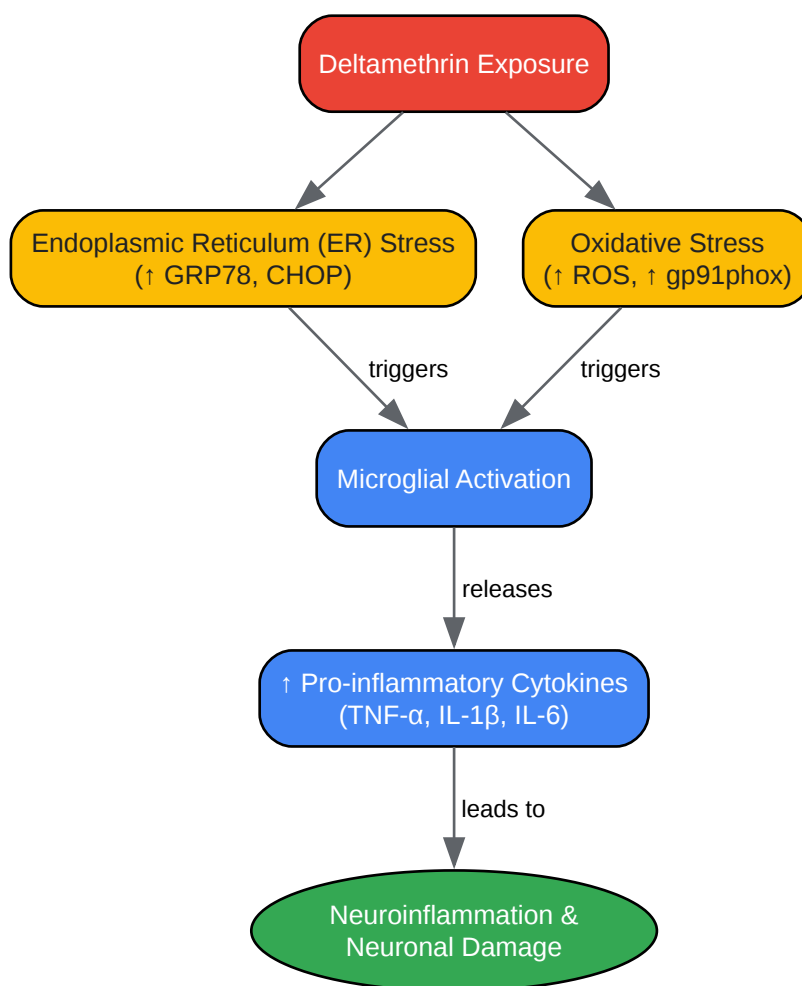 Deltamethrin Exposure
Endoplasmic Reticulum (ER) Stress
(↑ GRP78, CHOP)
Oxidative Stress
(↑ ROS, ↑ gp91phox)
triggers
triggers
Microglial Activation
releases
↑ Pro-inflammatory Cytokines
(TNF-α, IL-1β, IL-6)
leads to
Neuroinflammation &
Neuronal Damage